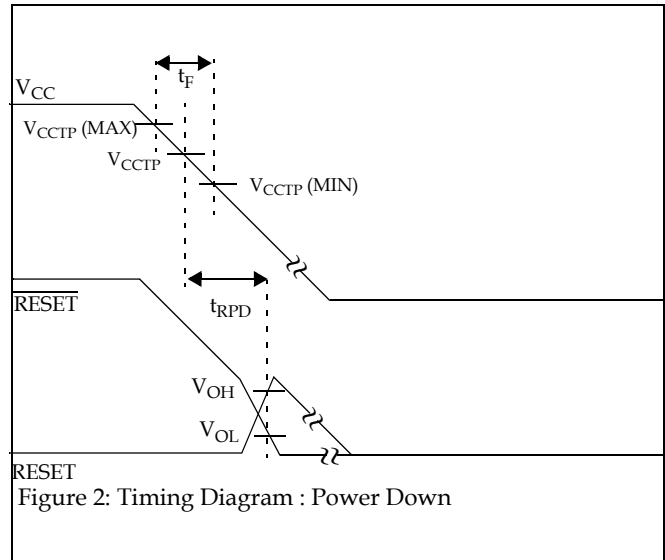 t_F
V_CC
V_CCTP (MAX)
V_CCTP
V_CCTP (MIN)
RESET
t_RPD
V_OH
V_OL
RESET
Figure 2: Timing Diagram : Power Down